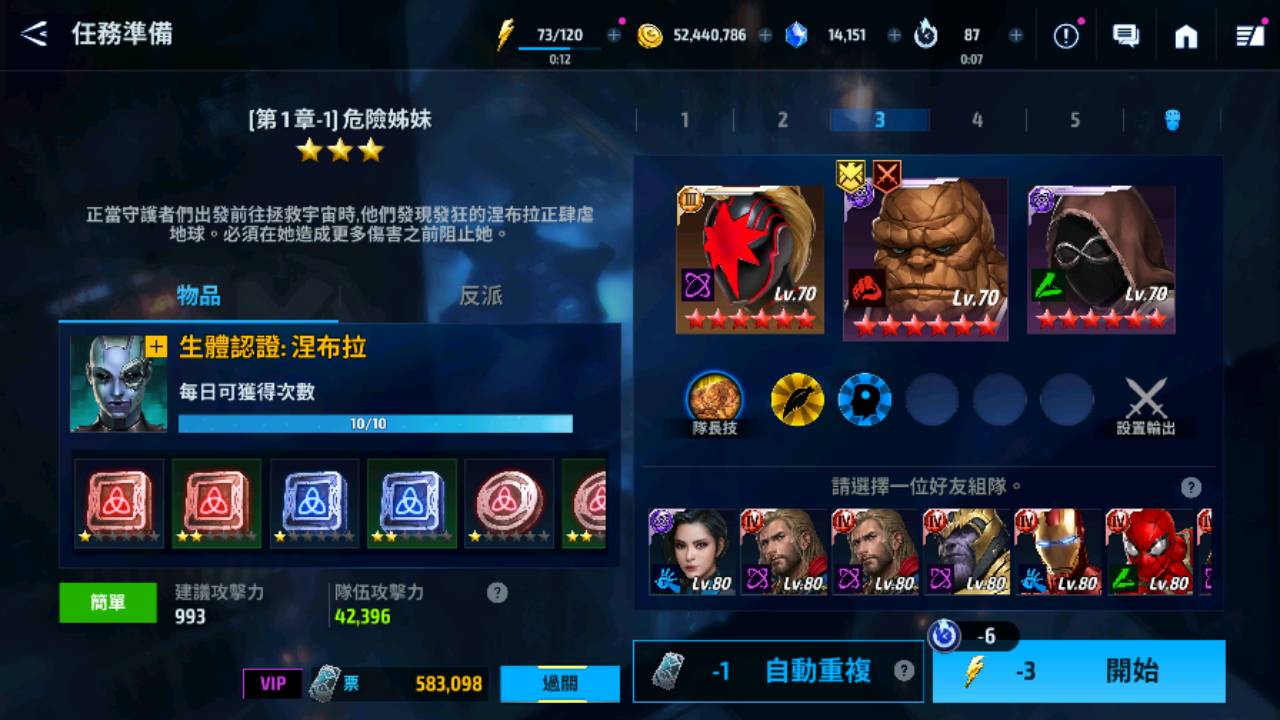 任務準備
73/120
0:12
52,440,786
14,151
87
0:07
[第1章-1] 危險姊妹
正當守護者們出發前往拯救宇宙時,他們發現發狂的涅布拉正肆虐
地球。必須在她造成更多傷害之前阻止她。
物品
反派
生體認證: 涅布拉
每日可獲得次數
10/10
簡單
建議攻擊力
993
隊伍攻擊力
42,396
?
VIP
票
583,098
過關
1
2
3
4
5
III
Lv.70
Lv.70
Lv.70
隊長技
設置輸出
請選擇一位好友組隊。
?
Lv.80
IV
Lv.80
IV
Lv.80
IV
Lv.80
IV
Lv.80
IV
Lv.80
-1
自動重複
?
-6
-3
開始